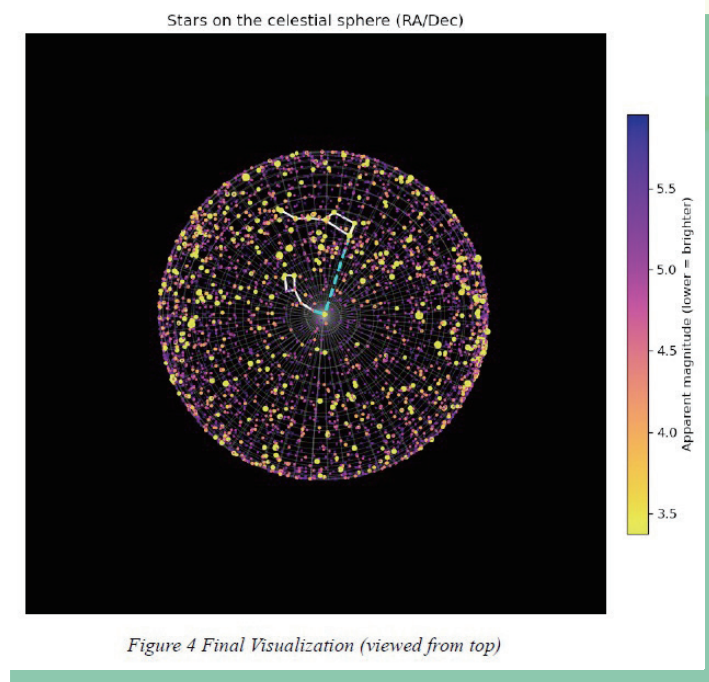 Stars on the celestial sphere (RA/Dec)
5.5
5.0
4.5
4.0
3.5
Apparent magnitude (lower = brighter)
Figure 4 Final Visualization (viewed from top)